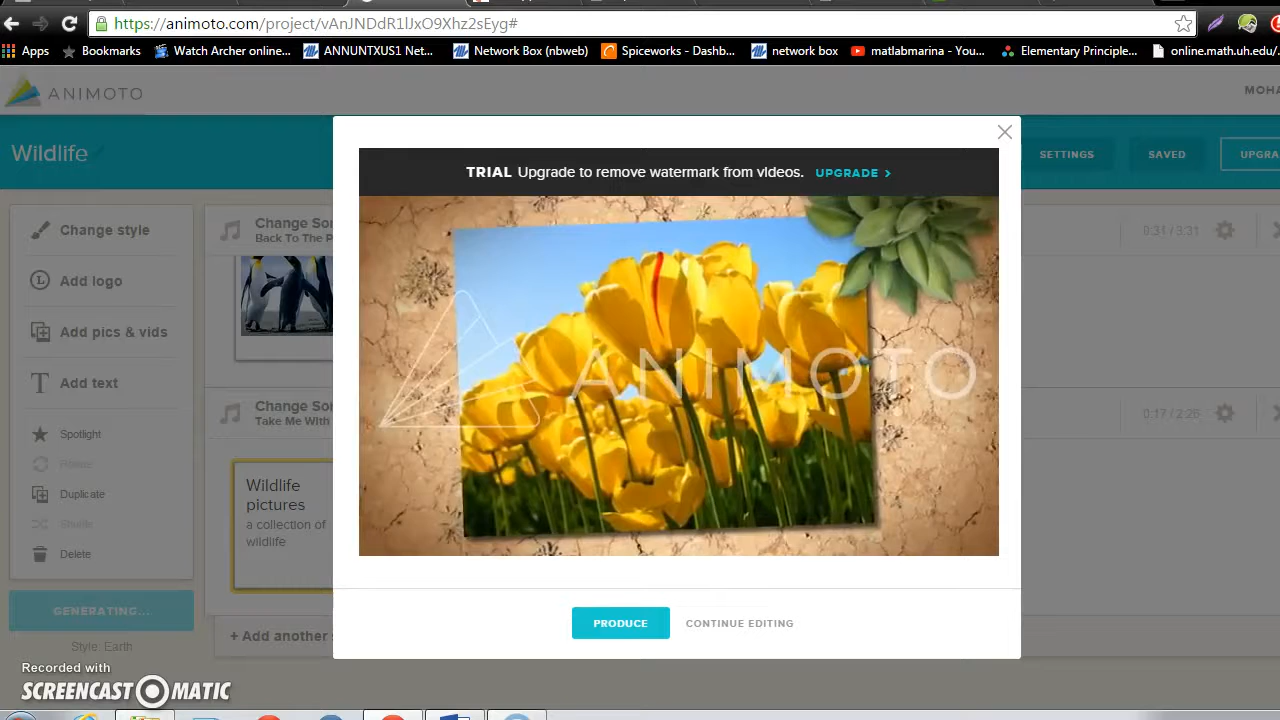 https://animoto.com/project/vAnJNDdR1lJxO9Xhz2sEyg#
Apps
Bookmarks
Watch Archer online...
ANNUNTXUS1 Net...
Network Box (nbweb)
Spiceworks - Dashb...
network box
matlabmarina - You...
Elementary Principle...
online.math.uh.edu/...
ANIMOTO
MOHA
Wildlife
SETTINGS
SAVED
UPGRA
TRIAL Upgrade to remove watermark from videos. UPGRADE >
Change style
Add logo
Add pics & vids
Add text
Spotlight
Duplicate
Shuffle
Delete
GENERATING...
Style: Earth
Change Son
Back To The P
0:31 / 3:31
Change Son
Take Me With
0:17 / 2:25
Wildlife
pictures
a collection of
wildlife
+ Add another s
ANIMOTO
PRODUCE
CONTINUE EDITING
Recorded with
SCREENCAST MATIC